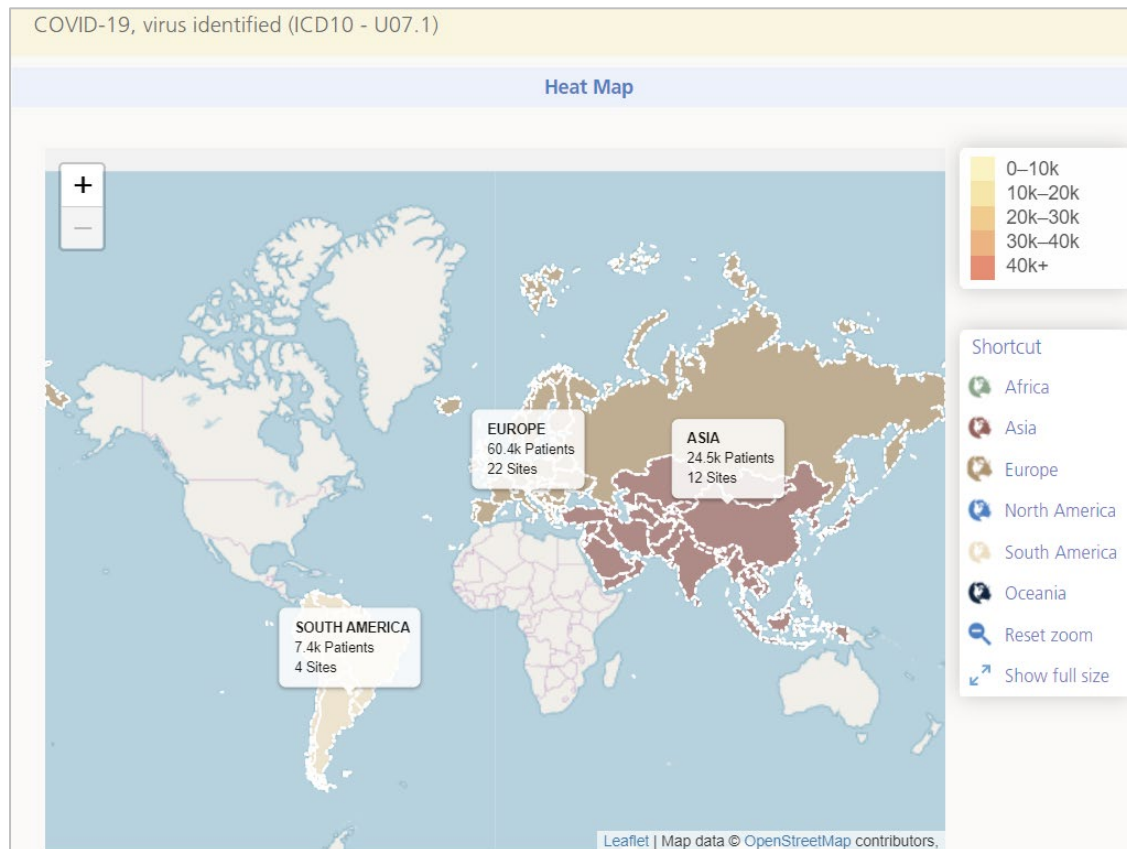 COVID-19, virus identified (ICD10 - U07.1)
Heat Map
+
−
0–10k
10k–20k
20k–30k
30k–40k
40k+
Shortcut
Africa
Asia
Europe
North America
South America
Oceania
Reset zoom
Show full size
EUROPE
60.4k Patients
22 Sites
ASIA
24.5k Patients
12 Sites
SOUTH AMERICA
7.4k Patients
4 Sites
Leaflet | Map data © OpenStreetMap contributors,